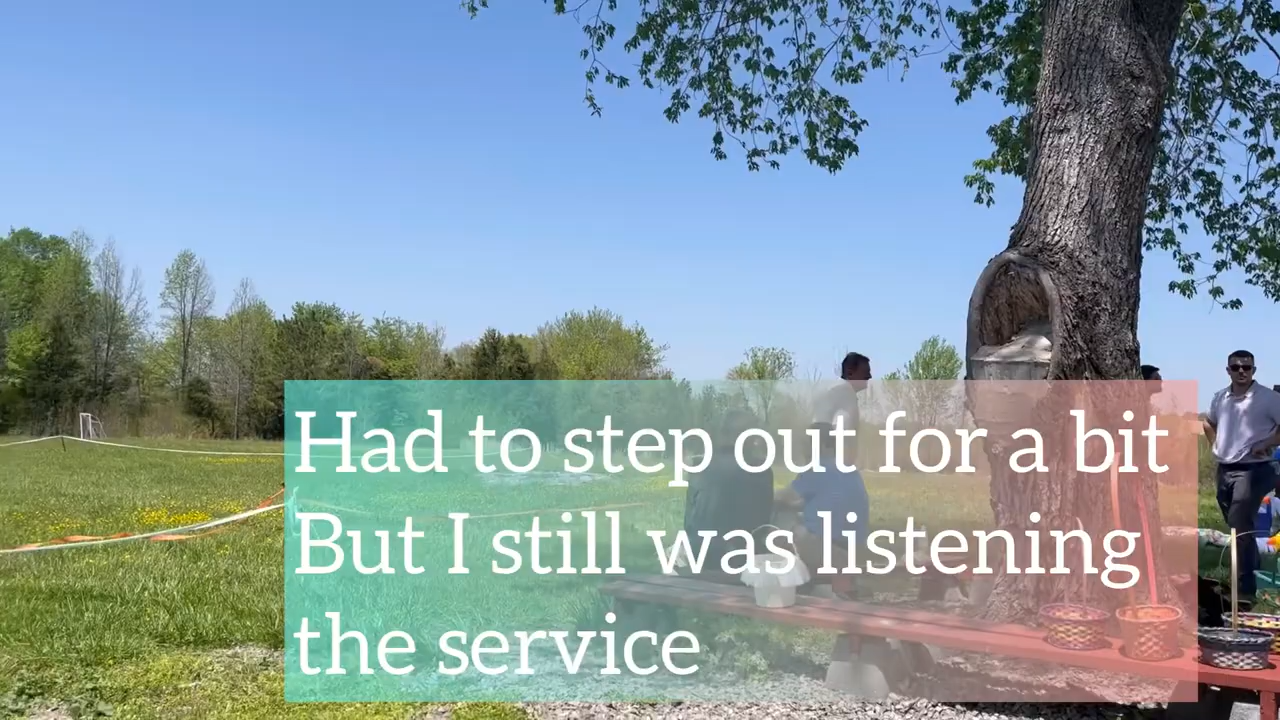 Had to step out for a bit
But I still was listening
the service